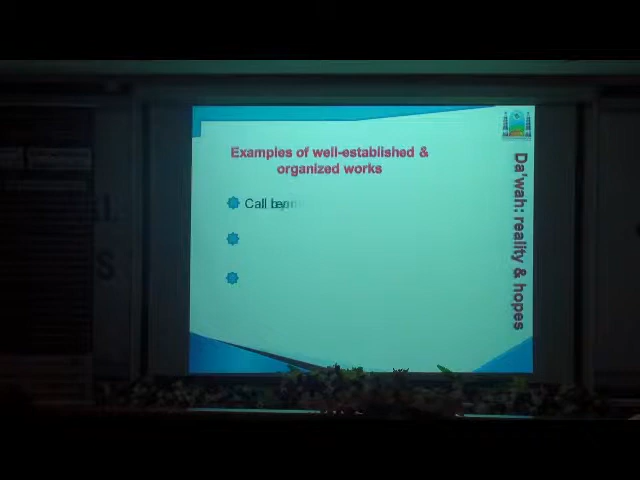 Examples of well-established &
organized works
Call
Da'wah: reality & hopes